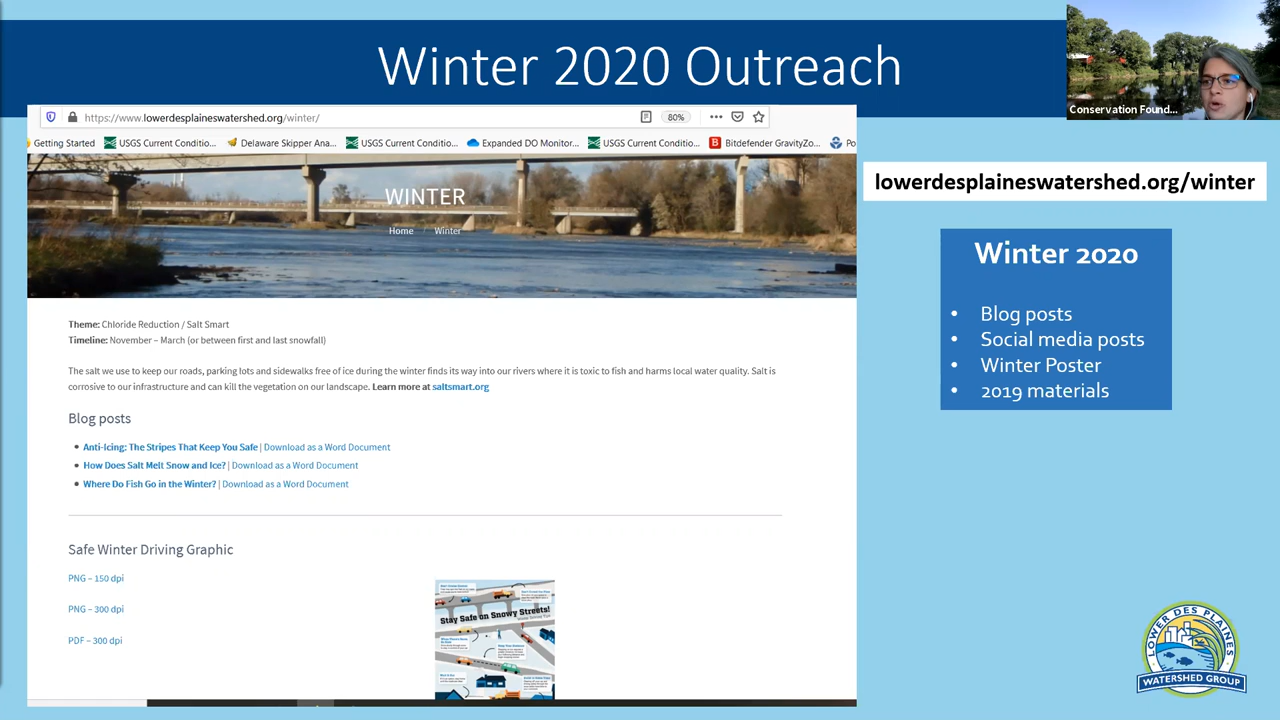 Winter 2020 Outreach
Conservation Found...
https://www.lowerdesplaineswatershed.org/winter/
80%
Getting Started
USGS Current Conditio...
Delaware Skipper Ana...
USGS Current Conditio...
Expanded DO Monitor...
USGS Current Conditio...
Bitdefender GravityZo...
Po
WINTER
Home / Winter
Theme: Chloride Reduction / Salt Smart
Timeline: November – March (or between first and last snowfall)
The salt we use to keep our roads, parking lots and sidewalks free of ice during the winter finds its way into our rivers where it is toxic to fish and harms local water quality. Salt is
corrosive to our infrastructure and can kill the vegetation on our landscape. Learn more at saltsmart.org
Blog posts
• Anti-Icing: The Stripes That Keep You Safe | Download as a Word Document
• How Does Salt Melt Snow and Ice? | Download as a Word Document
• Where Do Fish Go in the Winter? | Download as a Word Document
Safe Winter Driving Graphic
PNG – 150 dpi
PNG – 300 dpi
PDF – 300 dpi
Stay Safe on Snowy Streets!
lowerdesplaineswatershed.org/winter
Winter 2020
• Blog posts
• Social media posts
• Winter Poster
• 2019 materials
LOWER DES PLAINES
WATERSHED GROUP